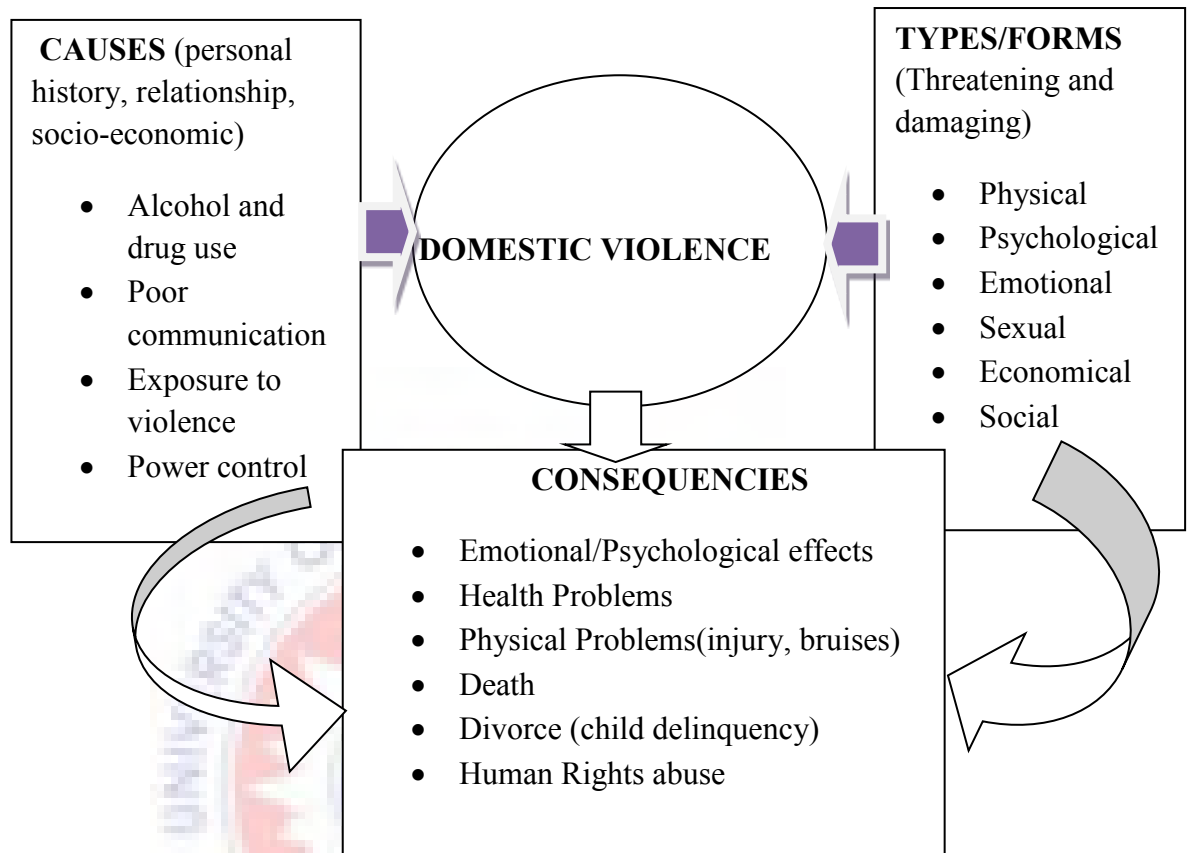 CAUSES (personal
history, relationship,
socio-economic)
• Alcohol and
drug use
• Poor
communication
• Exposure to
violence
• Power control
DOMESTIC VIOLENCE
TYPES/FORMS
(Threatening and
damaging)
• Physical
• Psychological
• Emotional
• Sexual
• Economical
• Social
CONSEQUENCIES
• Emotional/Psychological effects
• Health Problems
• Physical Problems(injury, bruises)
• Death
• Divorce (child delinquency)
• Human Rights abuse
UNIVERSITY